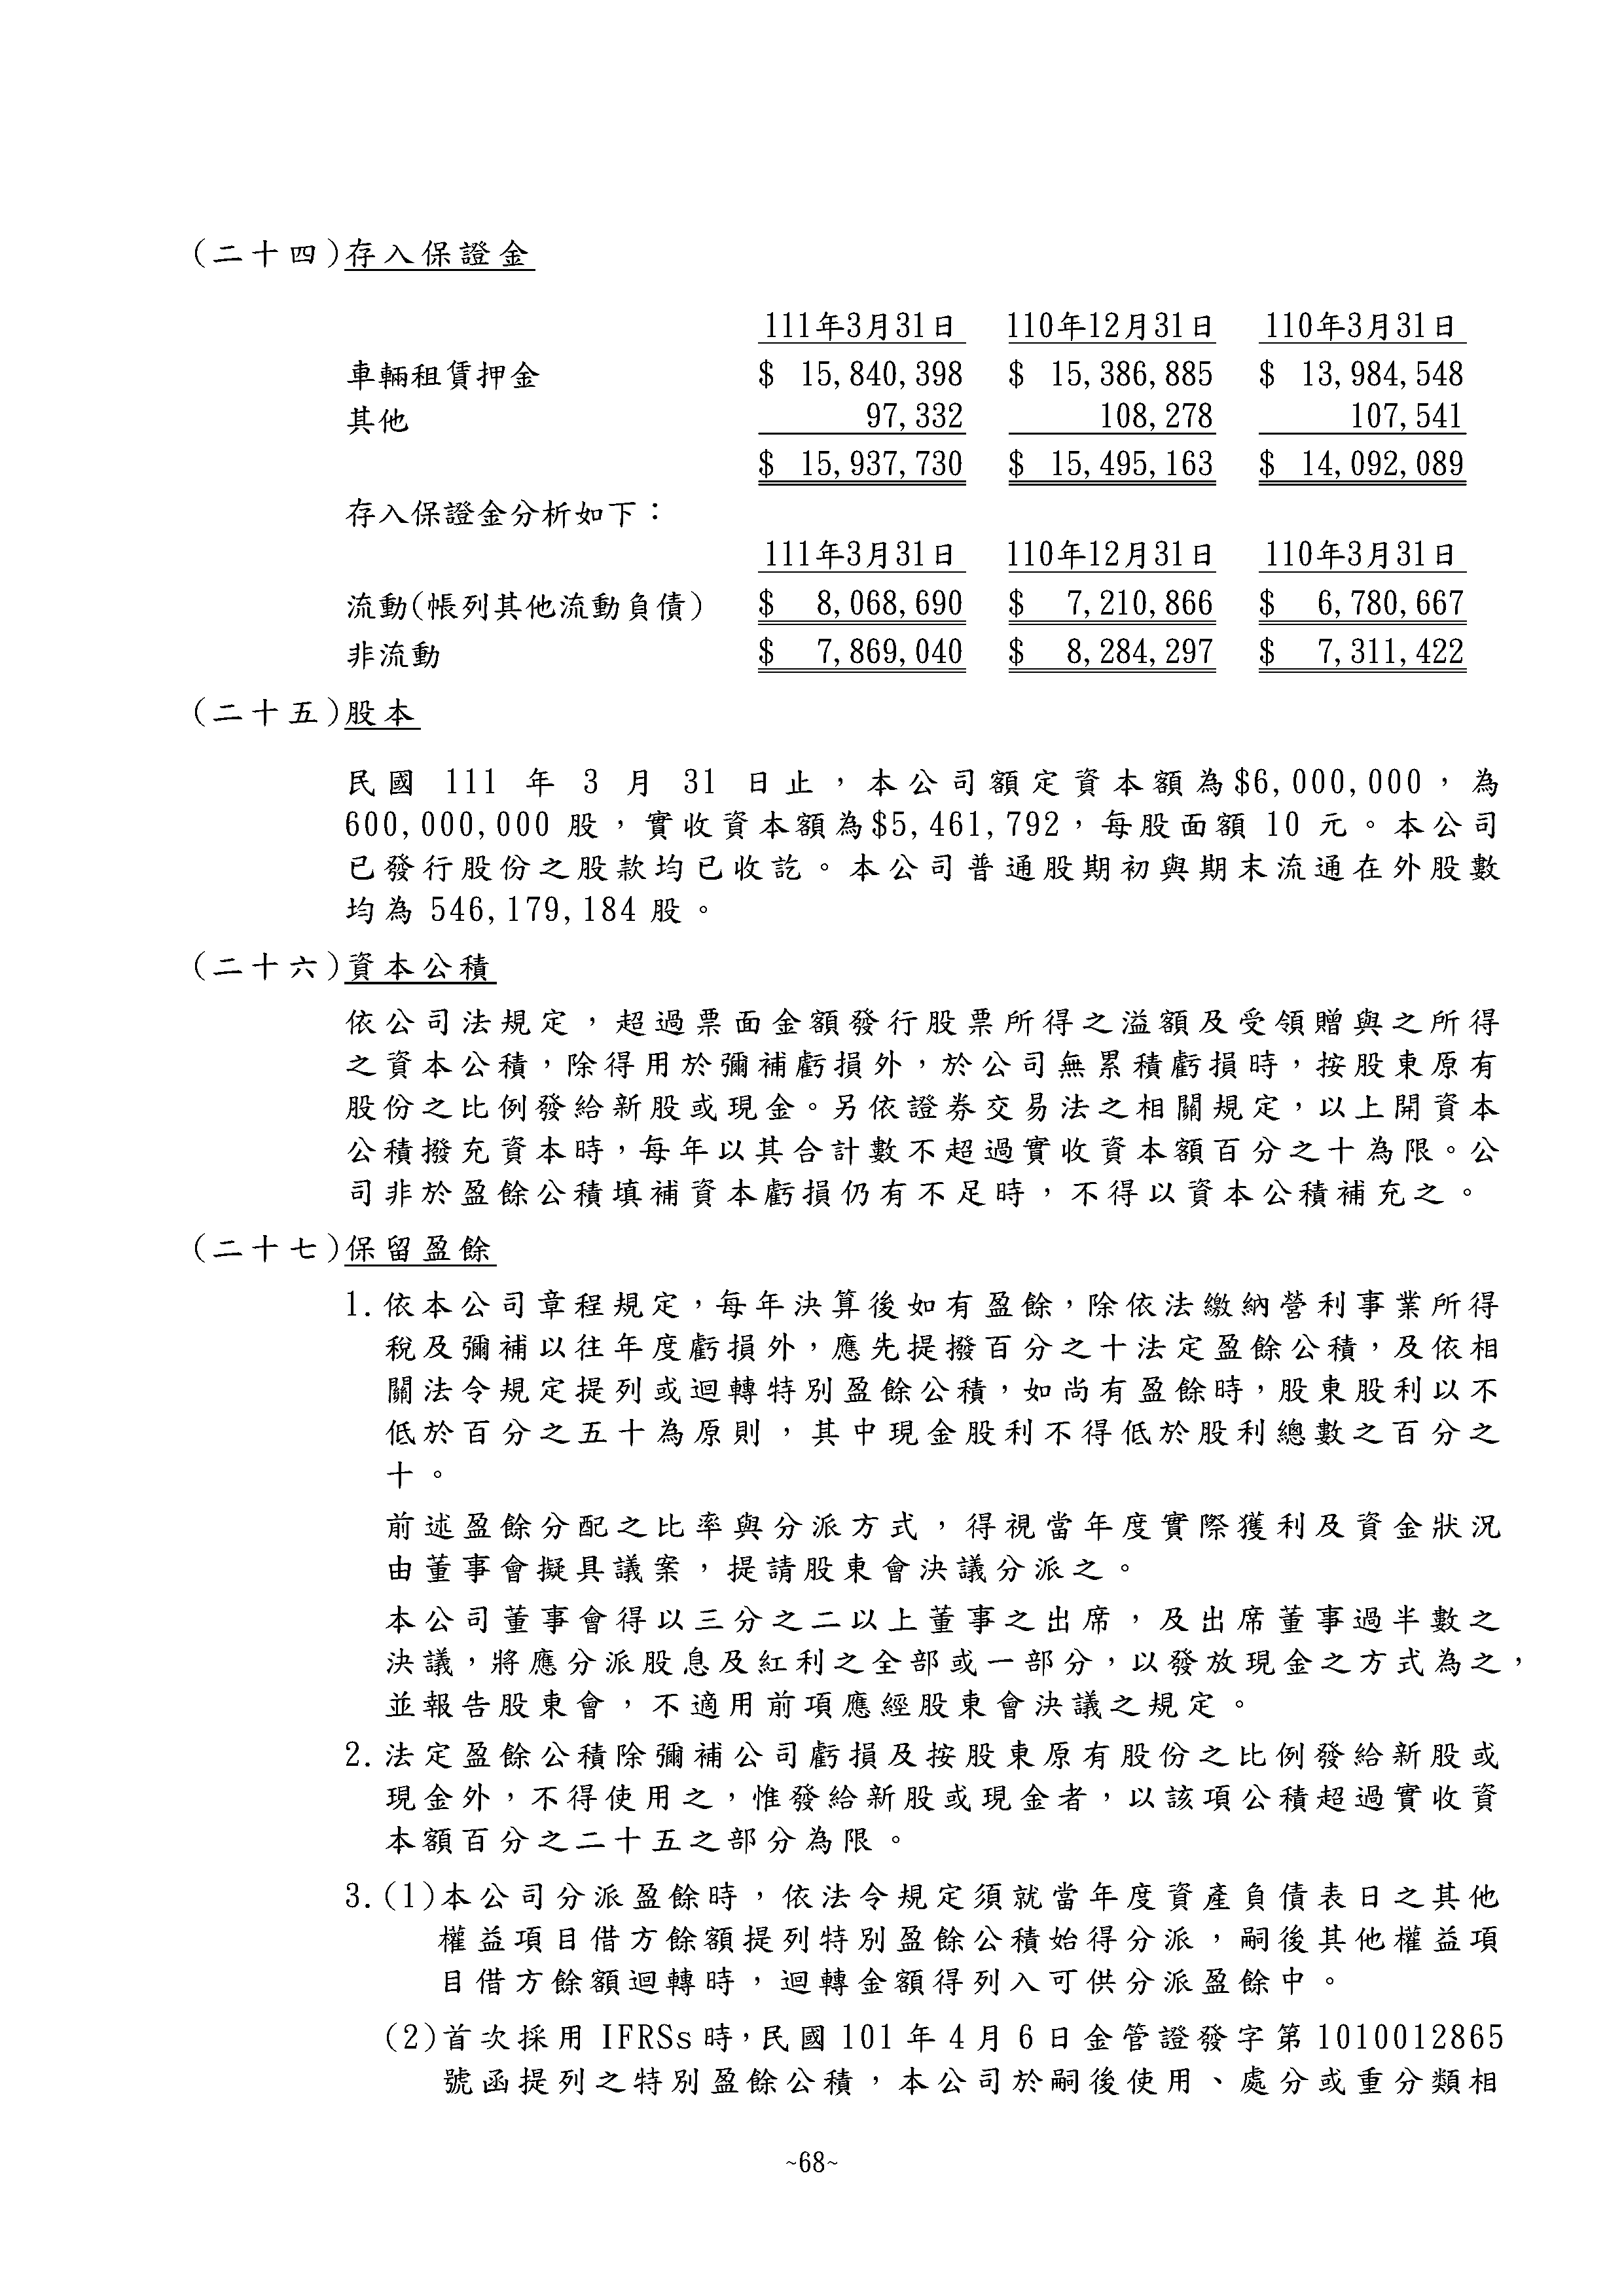 (二十四)存入保證金
111年3月31日 110年12月31日 110年3月31日
車輛租賃押金 $ 15,840,398 $ 15,386,885 $ 13,984,548
其他 97,332 108,278 107,541
$ 15,937,730 $ 15,495,163 $ 14,092,089
存入保證金分析如下：
111年3月31日 110年12月31日 110年3月31日
流動(帳列其他流動負債) $ 8,068,690 $ 7,210,866 $ 6,780,667
非流動 $ 7,869,040 $ 8,284,297 $ 7,311,422
(二十五)股本
民國 111 年 3 月 31 日止，本公司額定資本額為$6,000,000，為
600,000,000 股，實收資本額為$5,461,792，每股面額 10 元。本公司
已發行股份之股款均已收訖。本公司普通股期初與期末流通在外股數
均為 546,179,184 股。
(二十六)資本公積
依公司法規定，超過票面金額發行股票所得之溢額及受領贈與之所得
之資本公積，除得用於彌補虧損外，於公司無累積虧損時，按股東原有
股份之比例發給新股或現金。另依證券交易法之相關規定，以上開資本
公積撥充資本時，每年以其合計數不超過實收資本額百分之十為限。公
司非於盈餘公積填補資本虧損仍有不足時，不得以資本公積補充之。
(二十七)保留盈餘
1.依本公司章程規定，每年決算後如有盈餘，除依法繳納營利事業所得
稅及彌補以往年度虧損外，應先提撥百分之十法定盈餘公積，及依相
關法令規定提列或迴轉特別盈餘公積，如尚有盈餘時，股東股利以不
低於百分之五十為原則，其中現金股利不得低於股利總數之百分之
十。
前述盈餘分配之比率與分派方式，得視當年度實際獲利及資金狀況
由董事會擬具議案，提請股東會決議分派之。
本公司董事會得以三分之二以上董事之出席，及出席董事過半數之
決議，將應分派股息及紅利之全部或一部分，以發放現金之方式為之，
並報告股東會，不適用前項應經股東會決議之規定。
2.法定盈餘公積除彌補公司虧損及按股東原有股份之比例發給新股或
現金外，不得使用之，惟發給新股或現金者，以該項公積超過實收資
本額百分之二十五之部分為限。
3.(1)本公司分派盈餘時，依法令規定須就當年度資產負債表日之其他
權益項目借方餘額提列特別盈餘公積始得分派，嗣後其他權益項
目借方餘額迴轉時，迴轉金額得列入可供分派盈餘中。
(2)首次採用 IFRSs 時，民國 101 年 4 月 6 日金管證發字第 1010012865
號函提列之特別盈餘公積，本公司於嗣後使用、處分或重分類相
~68~